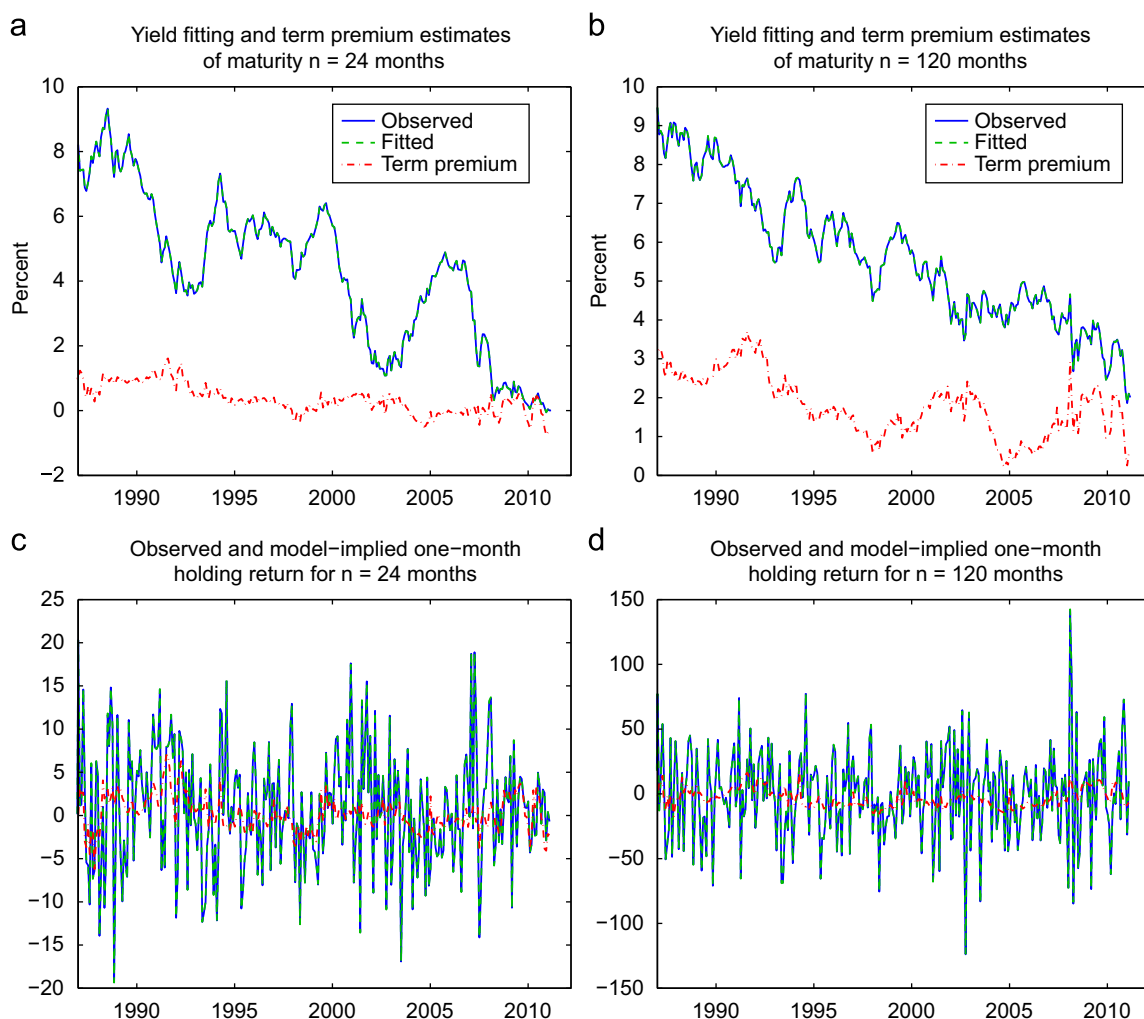 a
Yield fitting and term premium estimates
of maturity n = 24 months
10
8
6
4
2
0
−2
Percent
Observed
Fitted
Term premium
1990 1995 2000 2005 2010
b
Yield fitting and term premium estimates
of maturity n = 120 months
10
9
8
7
6
5
4
3
2
1
0
Percent
Observed
Fitted
Term premium
1990 1995 2000 2005 2010
c
Observed and model−implied one−month
holding return for n = 24 months
25
20
15
10
5
0
−5
−10
−15
−20
1990 1995 2000 2005 2010
d
Observed and model−implied one−month
holding return for n = 120 months
150
100
50
0
−50
−100
−150
1990 1995 2000 2005 2010